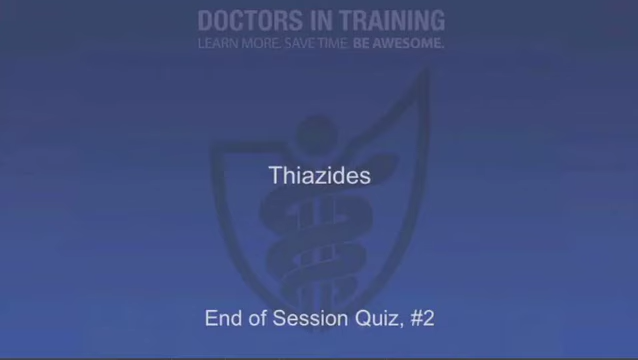 DOCTORS IN TRAINING
LEARN MORE. SAVE TIME. BE AWESOME.
Thiazides
End of Session Quiz, #2